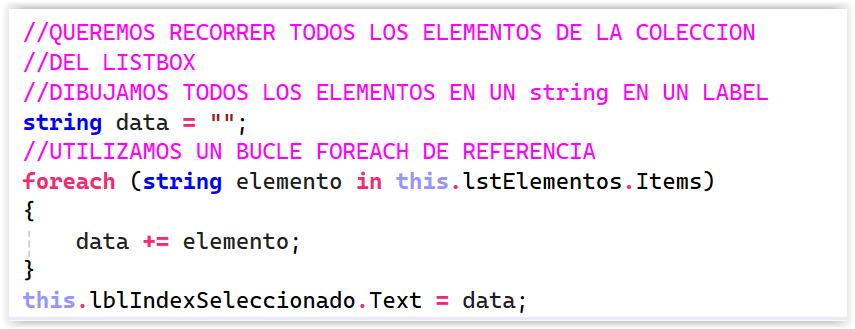 //QUEREMOS RECORRER TODOS LOS ELEMENTOS DE LA COLECCION
//DEL LISTBOX
//DIBUJAMOS TODOS LOS ELEMENTOS EN UN string EN UN LABEL
string data = "";
//UTILIZAMOS UN BUCLE FOREACH DE REFERENCIA
foreach (string elemento in this.lstElementos.Items)
{
    data += elemento;
}
this.lblIndexSeleccionado.Text = data;